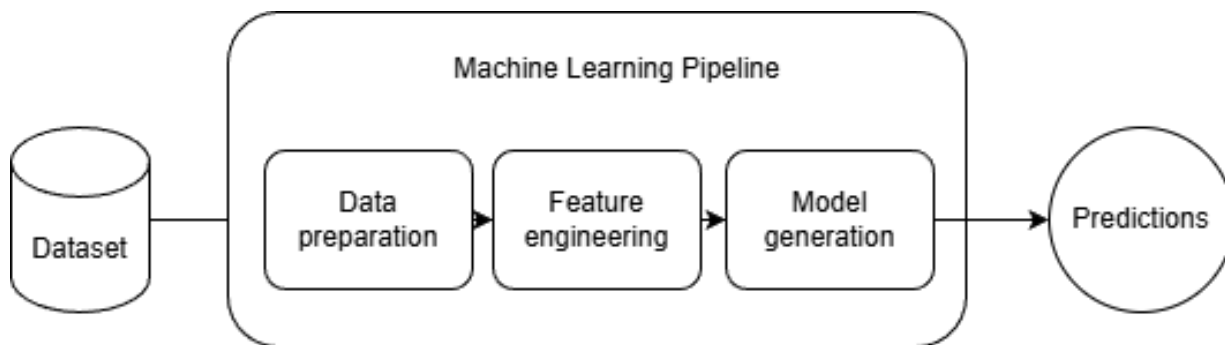 Machine Learning Pipeline
Dataset
Data
preparation
Feature
engineering
Model
generation
Predictions